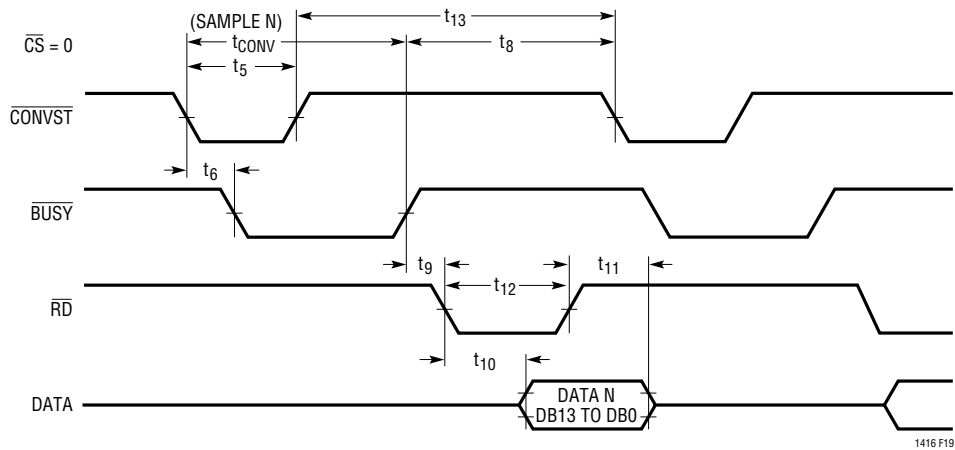 (SAMPLE N)
t13
CS = 0
tCONV
t8
t5
CONVST
t6
BUSY
t9
t11
t12
RD
t10
DATA
DATA N
DB13 TO DB0
1416 F19